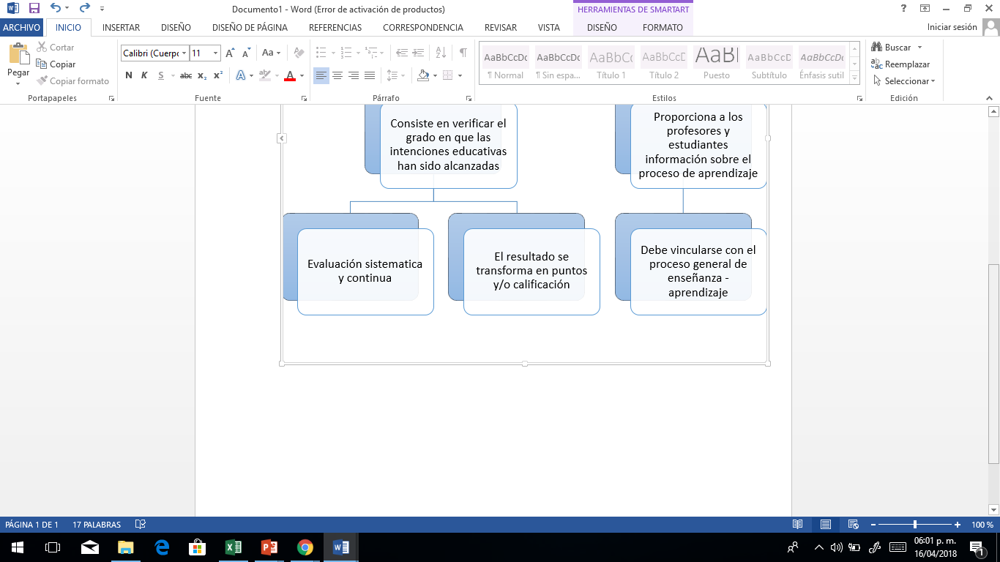 Documento1 - Word (Error de activación de productos)
HERRAMIENTAS DE SMARTART
?
ARCHIVO INICIO INSERTAR DISEÑO DISEÑO DE PÁGINA REFERENCIAS CORRESPONDENCIA REVISAR VISTA DISEÑO FORMATO Iniciar sesión
Pegar
Cortar
Copiar
Copiar formato
Portapapeles
Calibri (Cuerpo 11
N K S abc x₂ x²
Fuente
Párrafo
AaBbCcDc AaBbCcDc AaBbCc AaBbCcD AaBl AaBbCcD AaBbCcDc
¶ Normal ¶ Sin espa... Título 1 Título 2 Puesto Subtítulo Énfasis sutil
Estilos
Buscar
Reemplazar
Seleccionar
Edición
Consiste en verificar el
grado en que las
intenciones educativas
han sido alcanzadas
Proporciona a los
profesores y
estudiantes
información sobre el
proceso de aprendizaje
Evaluación sistematica
y continua
El resultado se
transforma en puntos
y/o calificación
Debe vincularse con el
proceso general de
enseñanza -
aprendizaje
PÁGINA 1 DE 1 17 PALABRAS 100 %
06:01 p. m.
16/04/2018
1